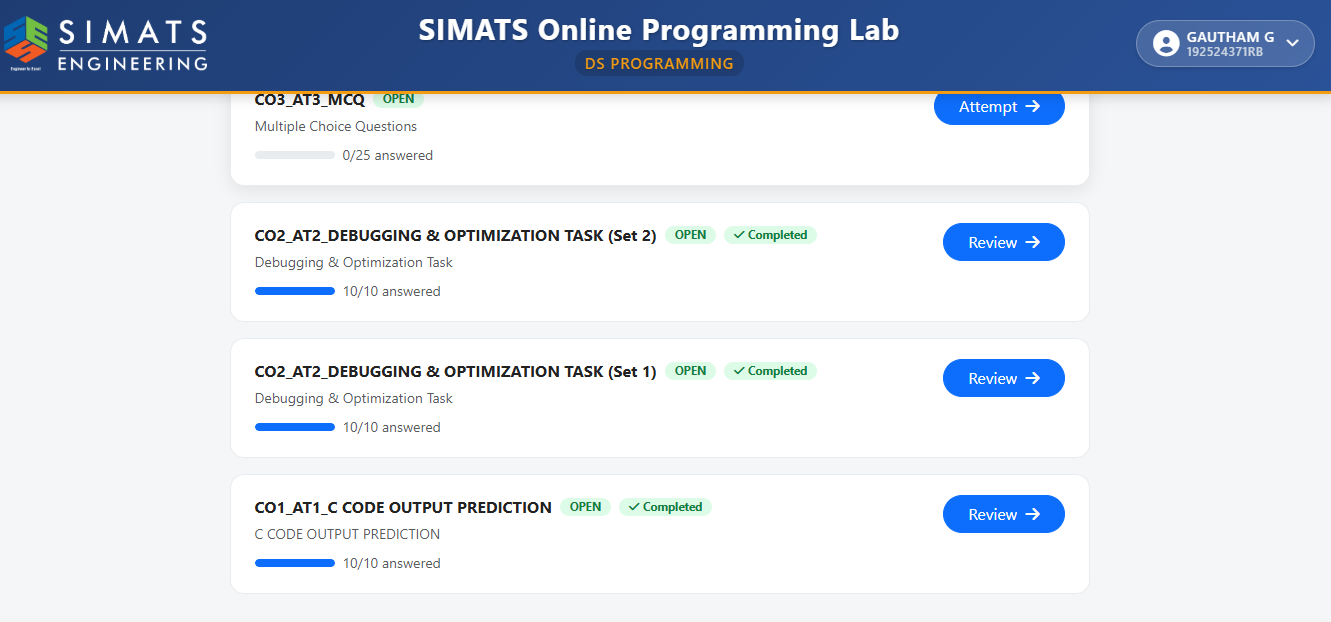 SIMATS
ENGINEERING
Engineer to Excel
SIMATS Online Programming Lab
DS PROGRAMMING
GAUTHAM G
192524371RB
CO3_AT3_MCQ OPEN
Attempt →
Multiple Choice Questions
0/25 answered
CO2_AT2_DEBUGGING & OPTIMIZATION TASK (Set 2) OPEN ✓ Completed
Review →
Debugging & Optimization Task
10/10 answered
CO2_AT2_DEBUGGING & OPTIMIZATION TASK (Set 1) OPEN ✓ Completed
Review →
Debugging & Optimization Task
10/10 answered
CO1_AT1_C CODE OUTPUT PREDICTION OPEN ✓ Completed
Review →
C CODE OUTPUT PREDICTION
10/10 answered